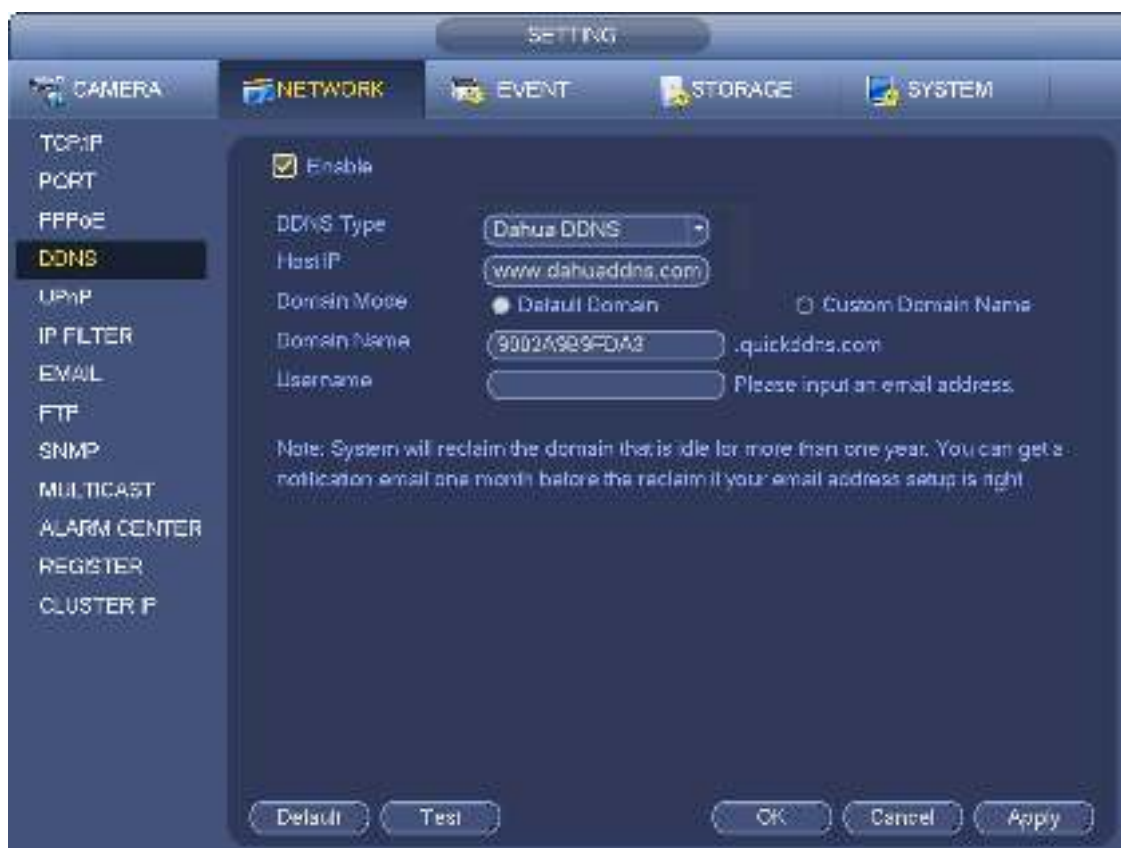 SETTING
CAMERA NETWORK EVENT STORAGE SYSTEM
TCP/IP
PORT
PPPoE
DDNS
UPnP
IP FILTER
EMAIL
FTP
SNMP
MULTICAST
ALARM CENTER
REGISTER
CLUSTER IP
Enable
DDNS Type Dahua DDNS
Host IP www.dahuaddns.com
Domain Mode Default Domain Custom Domain Name
Domain Name 9002A9B9FDA3 .quickddns.com
Username Please input an email address.
Note: System will reclaim the domain that is idle for more than one year. You can get a
notification email one month before the reclaim if your email address setup is right
Default Test OK Cancel Apply